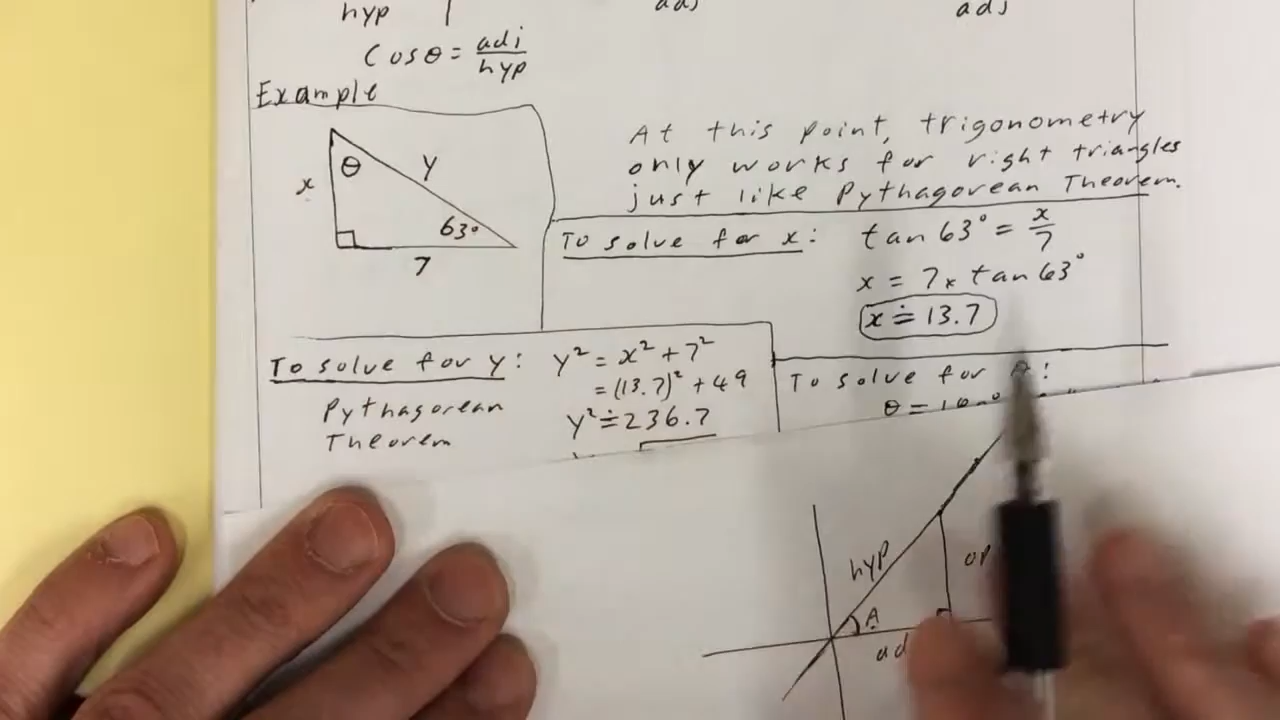 hyp
adj
adj
Cos θ = adj/hyp
Example
θ
x
y
63°
7
At this point, trigonometry
only works for right triangles
just like Pythagorean Theorem.
To solve for x: tan 63° = x/7
x = 7 x tan 63°
x ≐ 13.7
To solve for y: y² = x² + 7²
Pythagorean
Theorem
= (13.7)² + 49
y² ≐ 236.7
To solve for
θ =
hyp
A